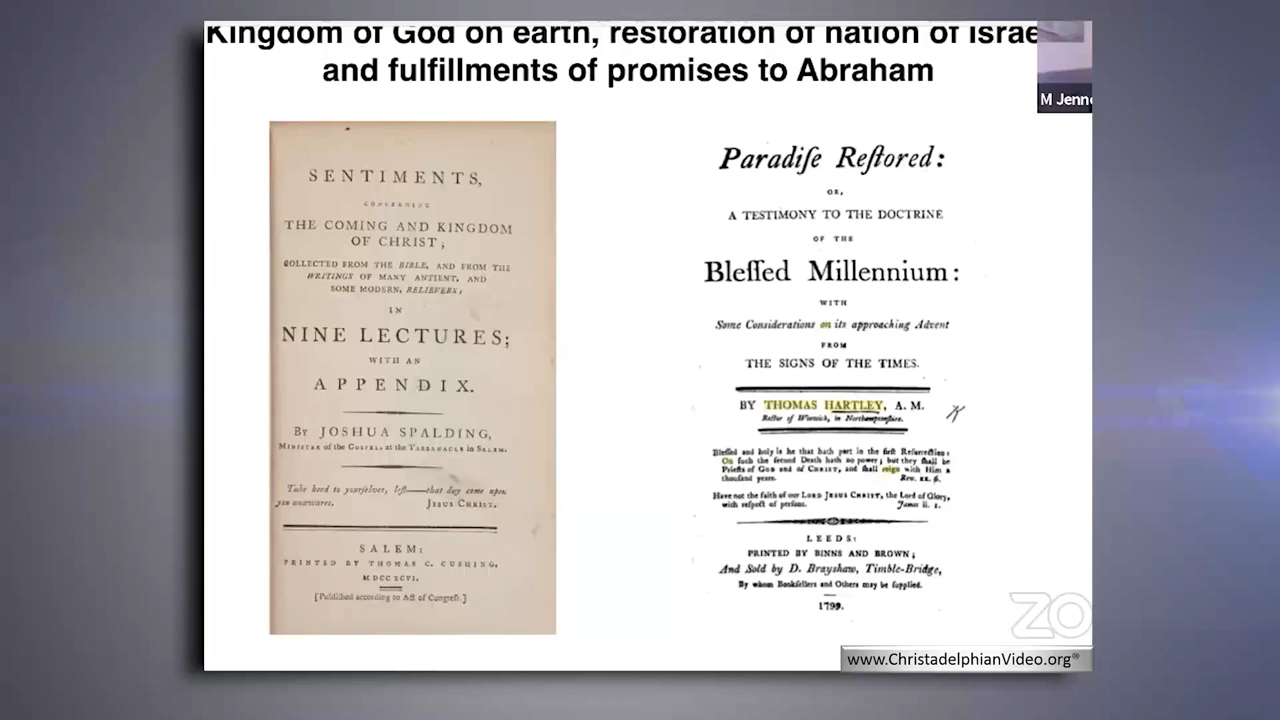 Kingdom of God on earth, restoration of nation of Israe
and fulfillments of promises to Abraham
M Jenn
SENTIMENTS,
CONCERNING
THE COMING AND KINGDOM
OF CHRIST;
COLLECTED FROM THE BIBLE, AND FROM THE
WRITINGS OF MANY ANTIENT, AND
SOME MODERN, BELIEVERS;
IN
NINE LECTURES;
WITH AN
APPENDIX.
BY JOSHUA SPALDING,
MINISTER OF THE GOSPEL, AT THE TABERNACLE IN SALEM.
Take heed to yourſelves, leſt——that day come upon
you unawares. JESUS CHRIST.
SALEM:
PRINTED BY THOMAS C. CUSHING,
MDCCXCVI.
[Publiſhed according to Act of Congreſs.]
Paradiſe Reſtored:
OR,
A TESTIMONY TO THE DOCTRINE
OF THE
Bleſſed Millennium:
WITH
Some Conſiderations on its approaching Advent
FROM
THE SIGNS OF THE TIMES.
BY THOMAS HARTLEY, A. M.
Rector of Winwick, in Northamptonſhire.
Bleſſed and holy is he that hath part in the firſt Reſurrection:
On ſuch the ſecond Death hath no power; but they ſhall be
Prieſts of GOD and of CHRIST, and ſhall reign with Him a
thouſand years. Rev. xx. 6.
Have not the faith of our LORD JESUS CHRIST, the Lord of Glory,
with reſpect of perſons. James ii. 1.
LEEDS:
PRINTED BY BINNS AND BROWN;
And Sold by D. Brayshaw, Timble-Bridge,
By whom Bookſellers and Others may be ſupplied.
1799.
ZO
www.ChristadelphianVideo.org®